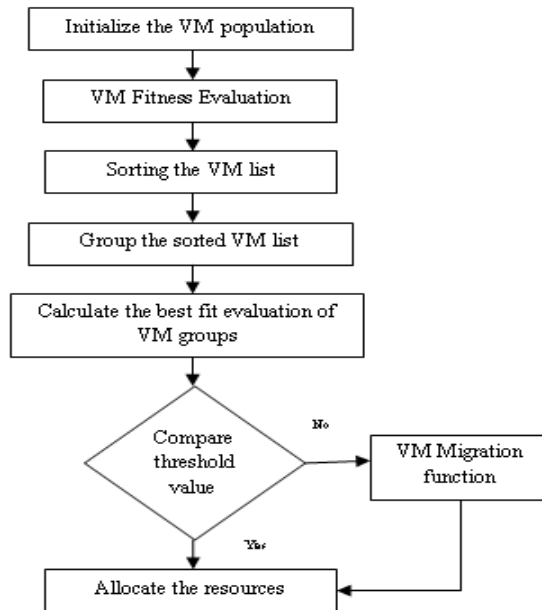 Initialize the VM population
VM Fitness Evaluation
Sorting the VM list
Group the sorted VM list
Calculate the best fit evaluation of
VM groups
Compare
threshold
value
No
VM Migration
function
Yes
Allocate the resources